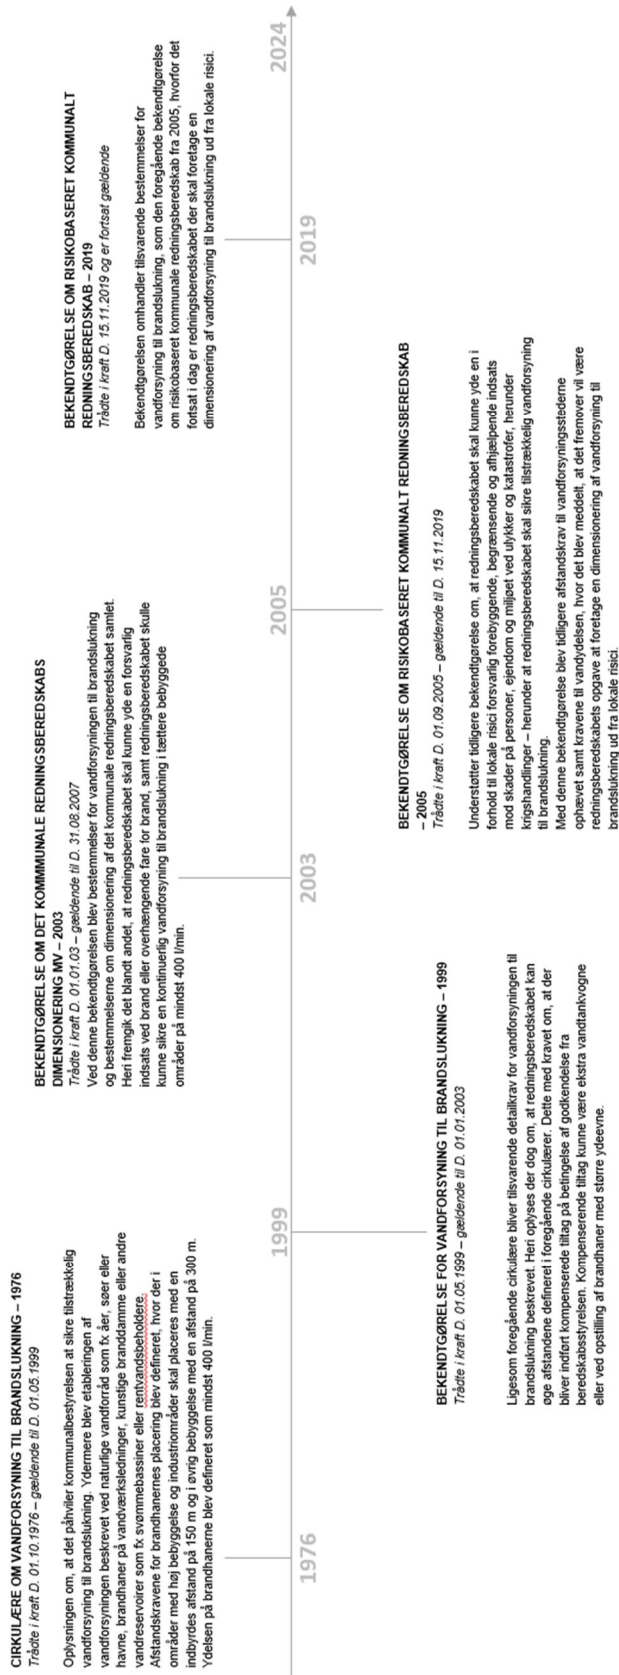 CIRKULÆRE OM VANDFORSYNING TIL BRANDSLUKNING – 1976
Trådte i kraft D. 01.10.1976 – gældende til D. 01.05.1999
Oplysningen om, at det påhviler kommunalbestyrelsen at sikre tilstrækkelig
vandforsyning til brandslukning. Ydermere blev etableringen af
vandforsyningen beskrevet ved naturlige vandforråd som fx åer, søer eller
havne, brandhaner på vandværksledninger, kunstige branddamme eller andre
vandreservoirer som fx svømmebassiner eller rentvandsbeholdere.
Afstandskravene for brandhanernes placering blev defineret, hvor der i
områder med høj bebyggelse og industriområder skal placeres med en
indbyrdes afstand på 150 m og i øvrig bebyggelse med en afstand på 300 m.
Ydelsen på brandhanerne blev defineret som mindst 400 l/min.
BEKENDTGØRELSE OM DET KOMMMUNALE REDNINGSBEREDSKABS
DIMENSIONERING MV – 2003
Trådte i kraft D. 01.01.03 – gældende til D. 31.08.2007
Ved denne bekendtgørelsen blev bestemmelser for vandforsyningen til brandslukning
og bestemmelserne om dimensionering af det kommunale redningsberedskabet samlet.
Heri fremgik det blandt andet, at redningsberedskabet skal kunne yde en forsvarlig
indsats ved brand eller overhængende fare for brand, samt redningsberedskabet skulle
kunne sikre en kontinuerlig vandforsyning til brandslukning i tættere bebyggede
områder på mindst 400 l/min.
BEKENDTGØRELSE OM RISIKOBASERET KOMMUNALT
REDNINGSBEREDSKAB – 2019
Trådte i kraft D. 15.11.2019 og er fortsat gældende
Bekendtgørelsen omhandler tilsvarende bestemmelser for
vandforsyning til brandslukning, som den foregående bekendtgørelse
om risikobaseret kommunale redningsberedskab fra 2005, hvorfor det
fortsat i dag er redningsberedskabet der skal foretage en
dimensionering af vandforsyning til brandslukning ud fra lokale risici.
1976
1999
2003
2005
2019
2024
BEKENDTGØRELSE FOR VANDFORSYNING TIL BRANDSLUKNING – 1999
Trådte i kraft D. 01.05.1999 – gældende til D. 01.01.2003
Ligesom foregående cirkulære bliver tilsvarende detailkrav for vandforsyningen til
brandslukning beskrevet. Heri oplyses der dog om, at redningsberedskabet kan
øge afstandene defineret i foregående cirkulærer. Dette med kravet om, at der
bliver indført kompenserede tiltag på betingelse af godkendelse fra
beredskabsstyrelsen. Kompenserende tiltag kunne være ekstra vandtankvogne
eller ved opstilling af brandhaner med større ydeevne.
BEKENDTGØRELSE OM RISIKOBASERET KOMMUNALT REDNINGSBEREDSKAB
– 2005
Trådte i kraft D. 01.09.2005 – gældende til D. 15.11.2019
Understøtter tidligere bekendtgørelse om, at redningsberedskabet skal kunne yde en i
forhold til lokale risici forsvarlig forebyggende, begrænsende og afhjælpende indsats
mod skader på personer, ejendom og miljøet ved ulykker og katastrofer, herunder
krigshandlinger – herunder at redningsberedskabet skal sikre tilstrækkelig vandforsyning
til brandslukning.
Med denne bekendtgørelse blev tidligere afstandskrav til vandforsyningsstederne
ophævet samt kravene til vandydelsen, hvor det blev meddelt, at det fremover vil være
redningsberedskabets opgave at foretage en dimensionering af vandforsyning til
brandslukning ud fra lokale risici.